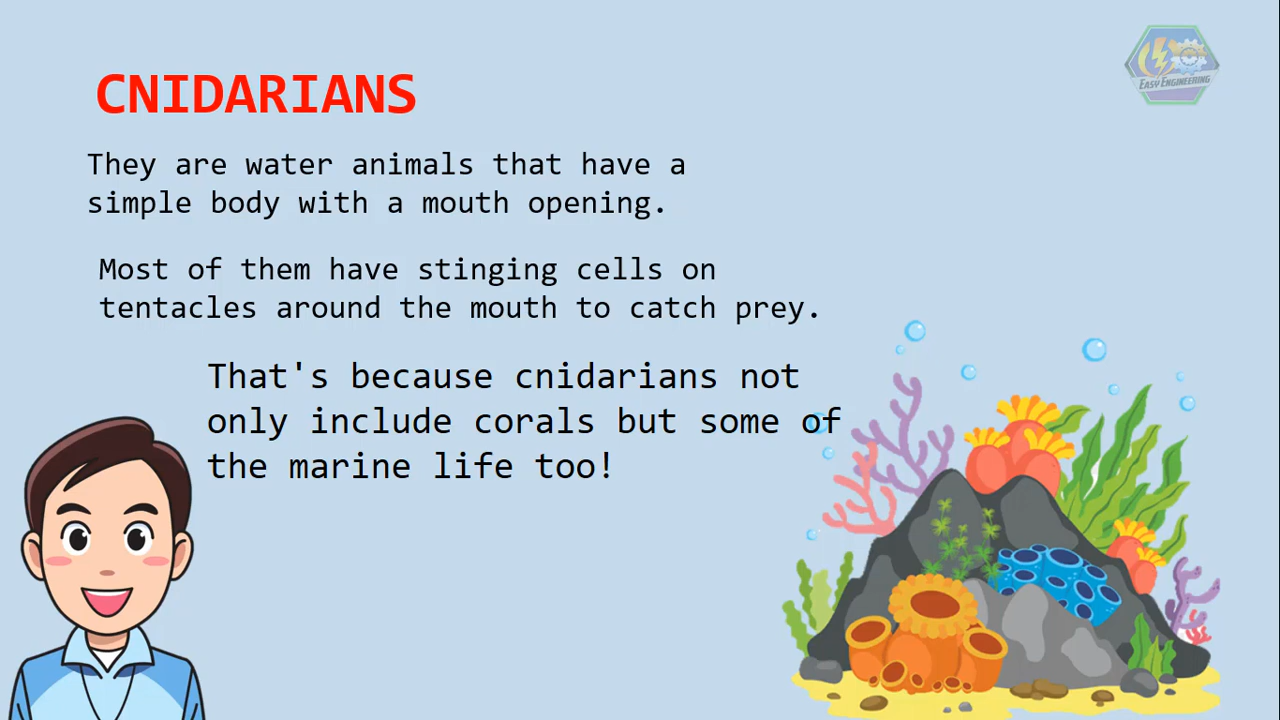 EASY ENGINEERING
CNIDARIANS
They are water animals that have a
simple body with a mouth opening.
Most of them have stinging cells on
tentacles around the mouth to catch prey.
That's because cnidarians not
only include corals but some of
the marine life too!